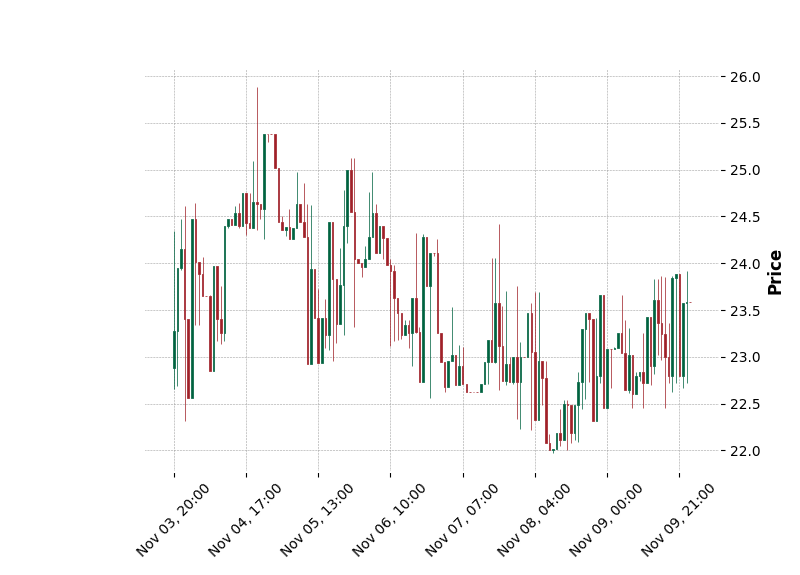 26.0
25.5
25.0
24.5
24.0
23.5
23.0
22.5
22.0
Price
Nov 03, 20:00
Nov 04, 17:00
Nov 05, 13:00
Nov 06, 10:00
Nov 07, 07:00
Nov 08, 04:00
Nov 09, 00:00
Nov 09, 21:00